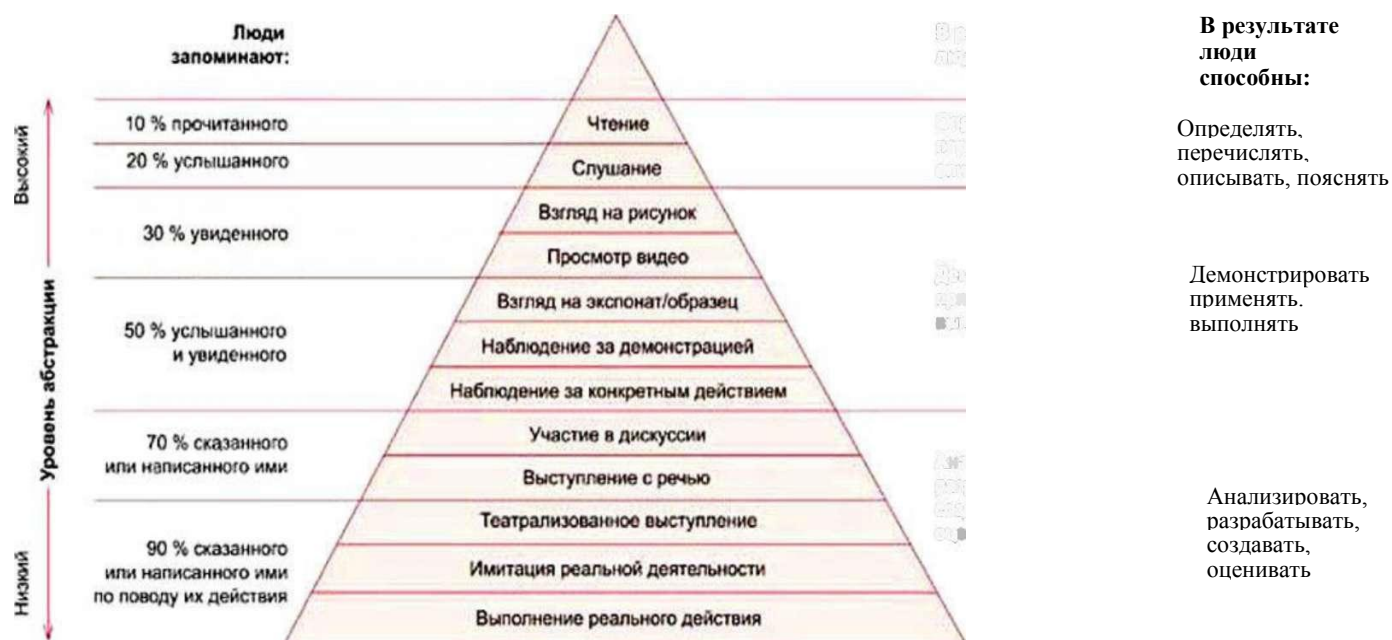 Люди
запоминают:
В результате
люди
способны:
Высокий
Уровень абстракции
Низкий
10 % прочитанного
Чтение
Определять,
перечислять,
описывать, пояснять
20 % услышанного
Слушание
30 % увиденного
Взгляд на рисунок
Просмотр видео
50 % услышанного
и увиденного
Взгляд на экспонат/образец
Наблюдение за демонстрацией
Наблюдение за конкретным действием
Демонстрировать
применять.
выполнять
70 % сказанного
или написанного ими
Участие в дискуссии
Выступление с речью
90 % сказанного
или написанного ими
по поводу их действия
Театрализованное выступление
Имитация реальной деятельности
Выполнение реального действия
Анализировать,
разрабатывать,
создавать,
оценивать